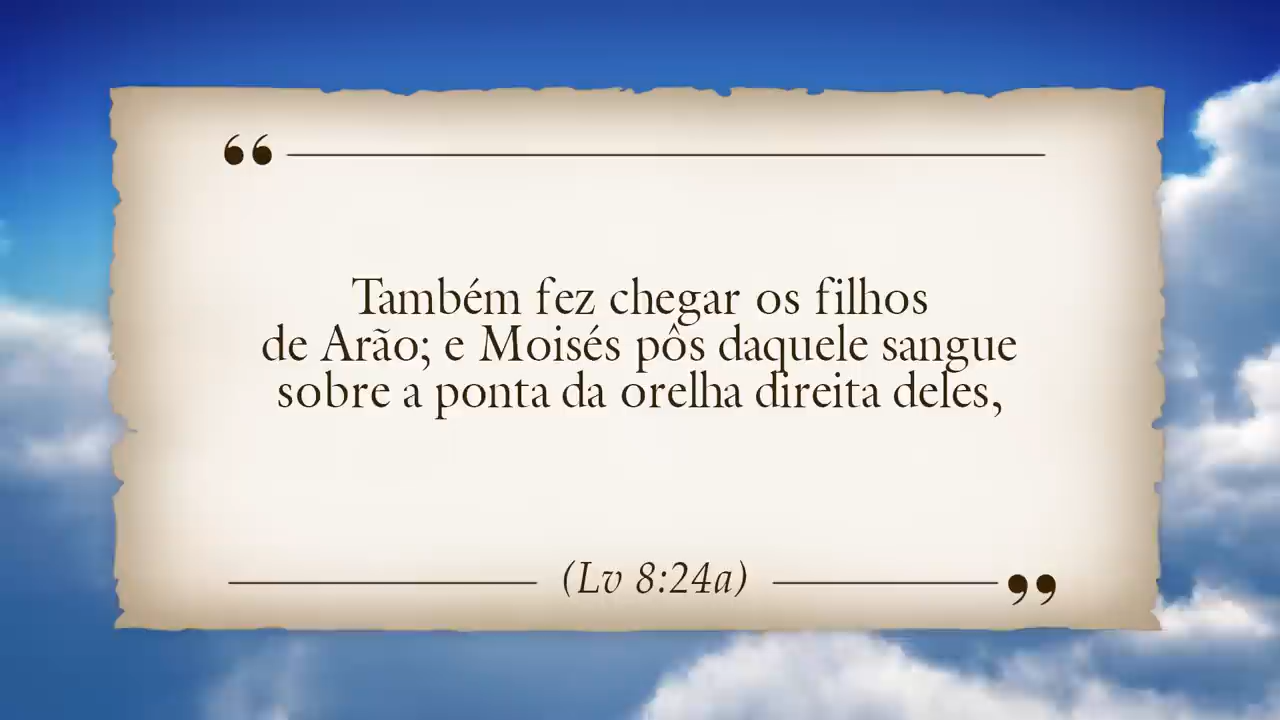 “
Também fez chegar os filhos
de Arão; e Moisés pôs daquele sangue
sobre a ponta da orelha direita deles,
(Lv 8:24a)
”